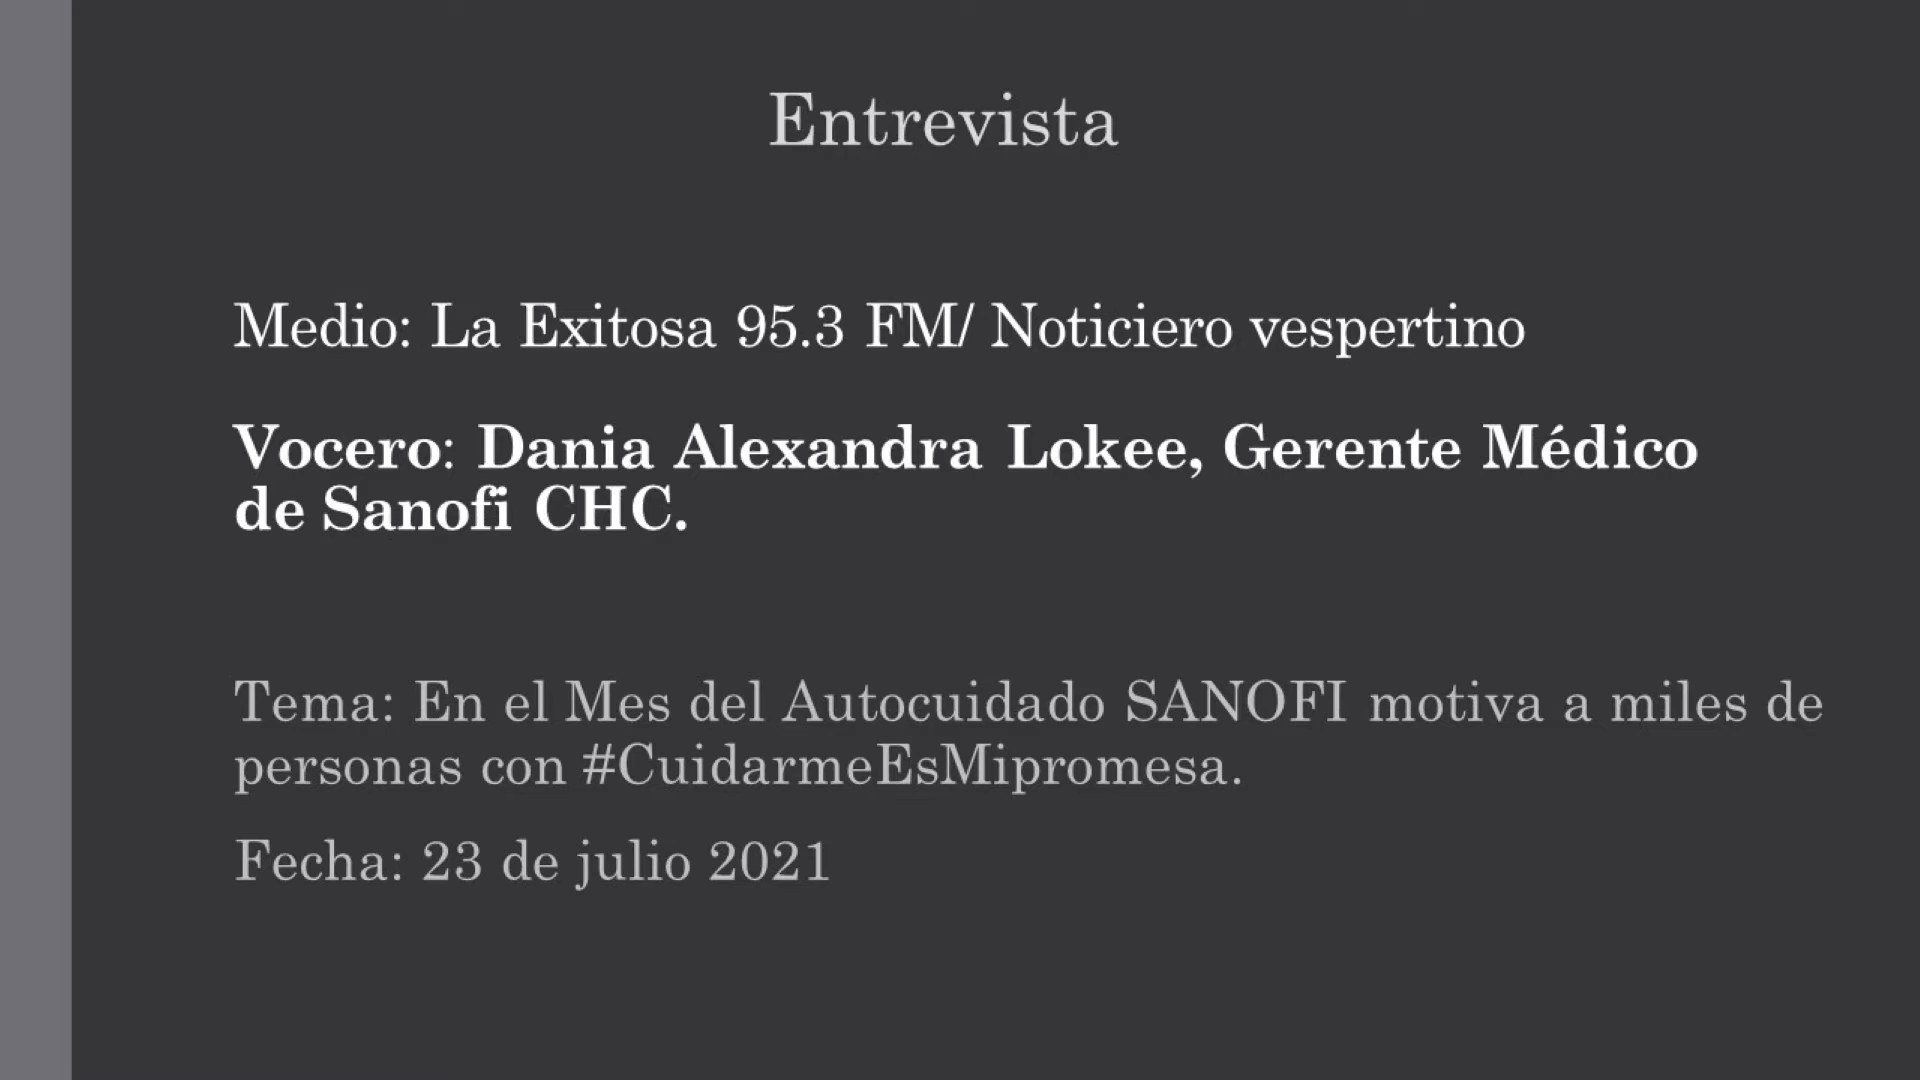 Entrevista
Medio: La Exitosa 95.3 FM/ Noticiero vespertino
Vocero: Dania Alexandra Lokee, Gerente Médico
de Sanofi CHC.
Tema: En el Mes del Autocuidado SANOFI motiva a miles de
personas con #CuidarmeEsMipromesa.
Fecha: 23 de julio 2021